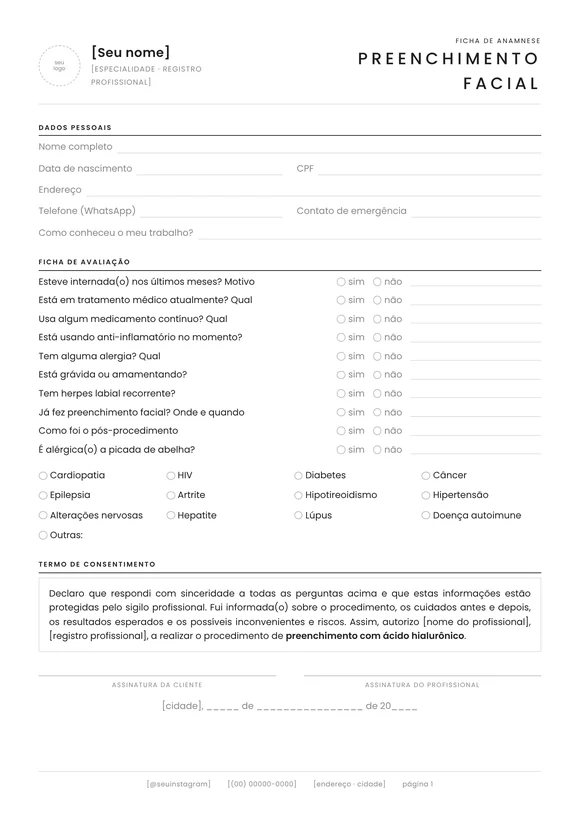 seu
logo
[Seu nome]
[ESPECIALIDADE · REGISTRO
PROFISSIONAL]
FICHA DE ANAMNESE
PREENCHIMENTO
FACIAL
DADOS PESSOAIS
Nome completo
Data de nascimento CPF
Endereço
Telefone (WhatsApp) Contato de emergência
Como conheceu o meu trabalho?
FICHA DE AVALIAÇÃO
Esteve internada(o) nos últimos meses? Motivo sim não
Está em tratamento médico atualmente? Qual sim não
Usa algum medicamento contínuo? Qual sim não
Está usando anti-inflamatório no momento? sim não
Tem alguma alergia? Qual sim não
Está grávida ou amamentando? sim não
Tem herpes labial recorrente? sim não
Já fez preenchimento facial? Onde e quando sim não
Como foi o pós-procedimento sim não
É alérgica(o) a picada de abelha? sim não
Cardiopatia HIV Diabetes Câncer
Epilepsia Artrite Hipotireoidismo Hipertensão
Alterações nervosas Hepatite Lúpus Doença autoimune
Outras:
TERMO DE CONSENTIMENTO
Declaro que respondi com sinceridade a todas as perguntas acima e que estas informações estão
protegidas pelo sigilo profissional. Fui informada(o) sobre o procedimento, os cuidados antes e depois,
os resultados esperados e os possíveis inconvenientes e riscos. Assim, autorizo [nome do profissional],
[registro profissional], a realizar o procedimento de preenchimento com ácido hialurônico.
ASSINATURA DA CLIENTE ASSINATURA DO PROFISSIONAL
[cidade], _____ de ________________ de 20____
[@seuinstagram] [(00) 00000-0000] [endereço · cidade] página 1